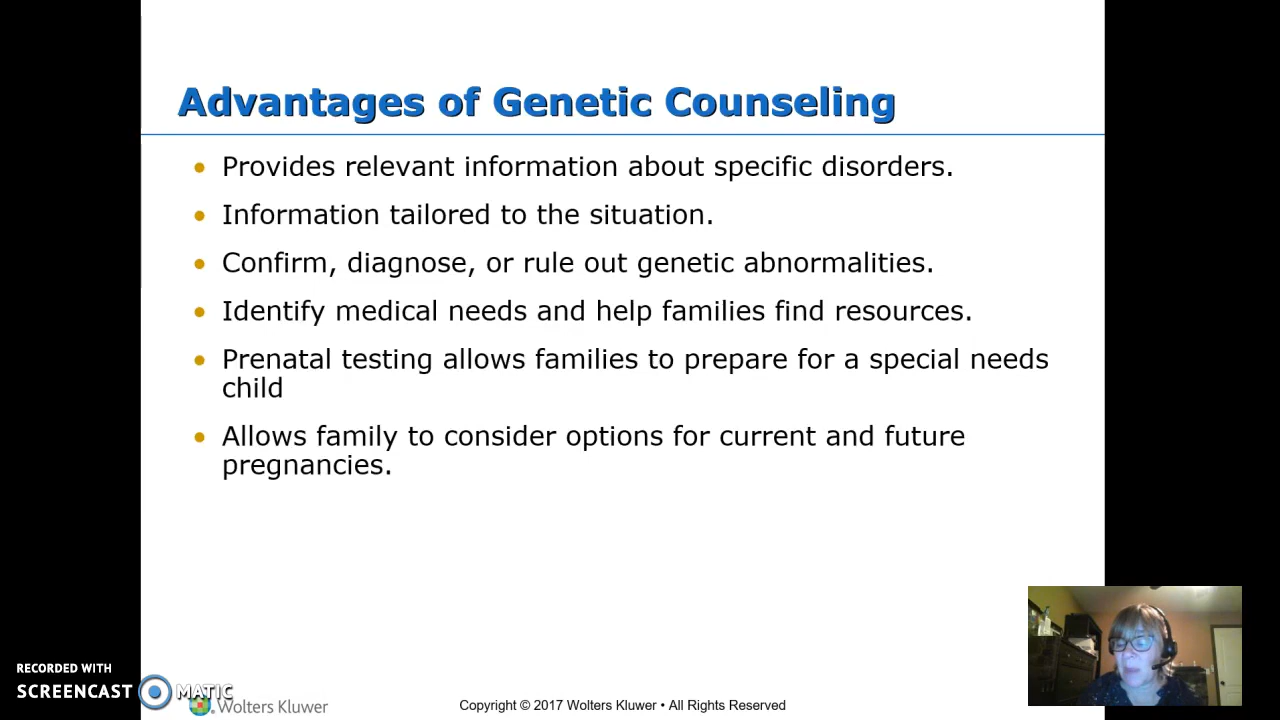 Advantages of Genetic Counseling
• Provides relevant information about specific disorders.
• Information tailored to the situation.
• Confirm, diagnose, or rule out genetic abnormalities.
• Identify medical needs and help families find resources.
• Prenatal testing allows families to prepare for a special needs
child
• Allows family to consider options for current and future
pregnancies.
RECORDED WITH
SCREENCAST MATIC
Wolters Kluwer
Copyright © 2017 Wolters Kluwer • All Rights Reserved